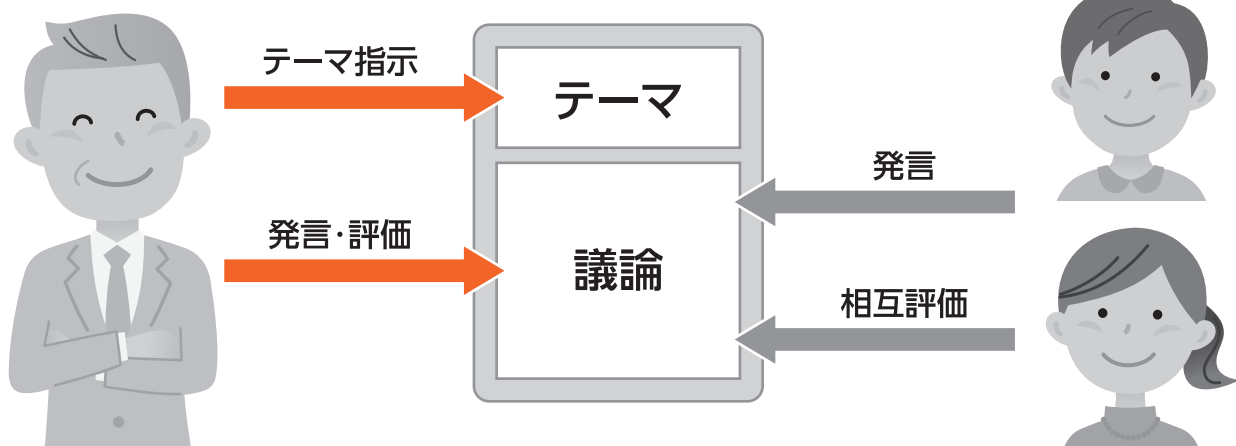 テーマ指示
テーマ
発言
発言・評価
議論
相互評価